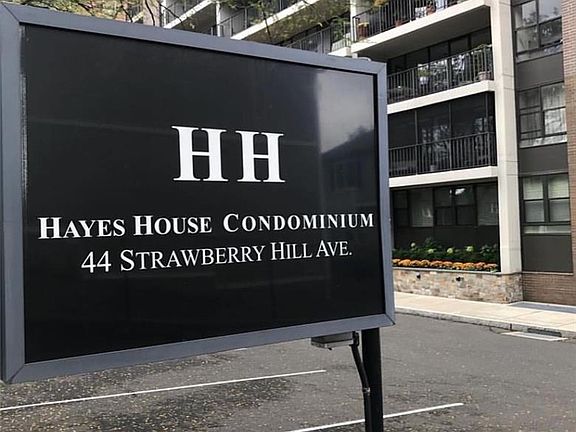 HH
HAYES HOUSE CONDOMINIUM
44 STRAWBERRY HILL AVE.